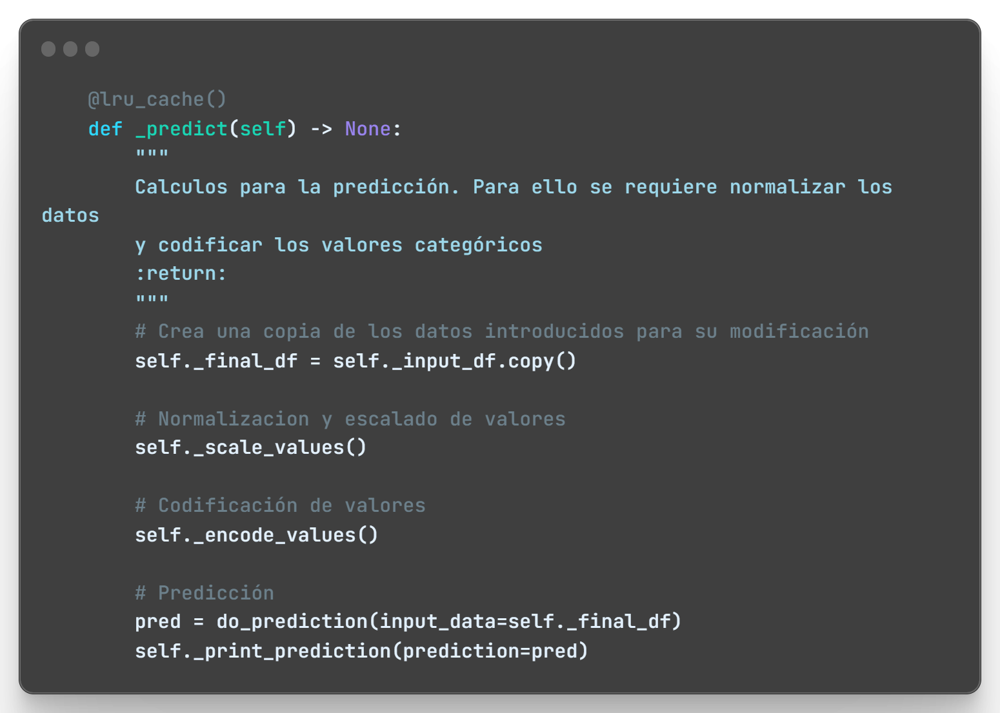 @lru_cache()
def _predict(self) -> None:
"""
Calculos para la predicción. Para ello se requiere normalizar los
datos
y codificar los valores categóricos
:return:
"""
# Crea una copia de los datos introducidos para su modificación
self._final_df = self._input_df.copy()
# Normalizacion y escalado de valores
self._scale_values()
# Codificación de valores
self._encode_values()
# Predicción
pred = do_prediction(input_data=self._final_df)
self._print_prediction(prediction=pred)